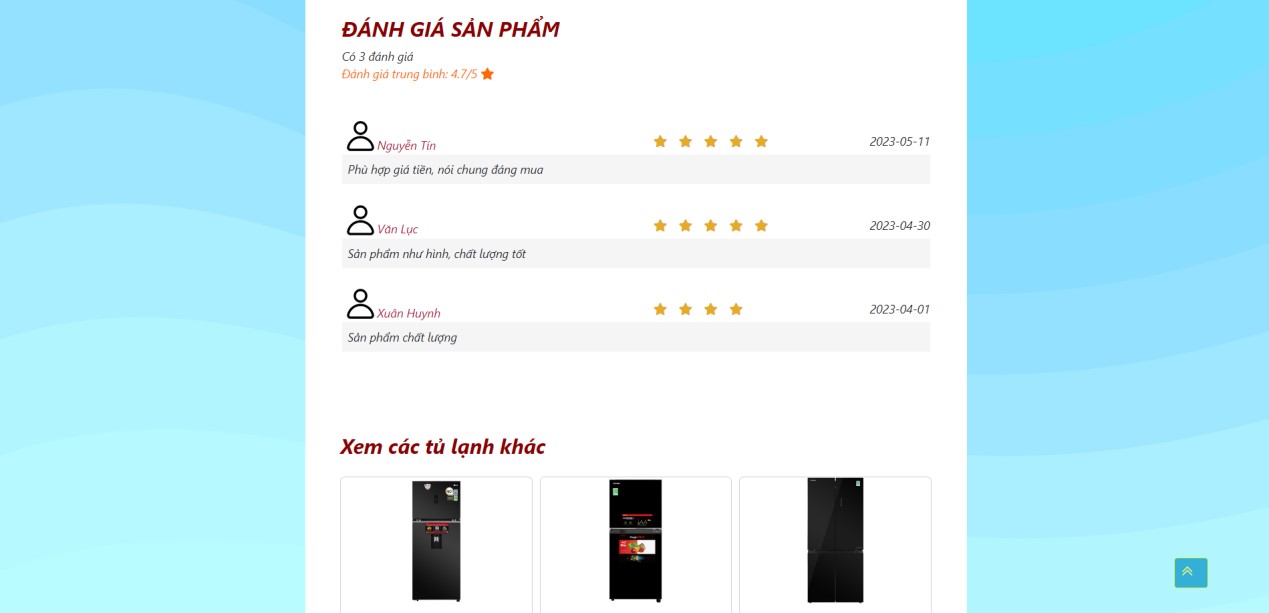 ĐÁNH GIÁ SẢN PHẨM
Có 3 đánh giá
Đánh giá trung bình: 4.7/5
Nguyễn Tín
2023-05-11
Phù hợp giá tiền, nói chung đáng mua
Văn Lục
2023-04-30
Sản phẩm như hình, chất lượng tốt
Xuân Huynh
2023-04-01
Sản phẩm chất lượng
Xem các tủ lạnh khác